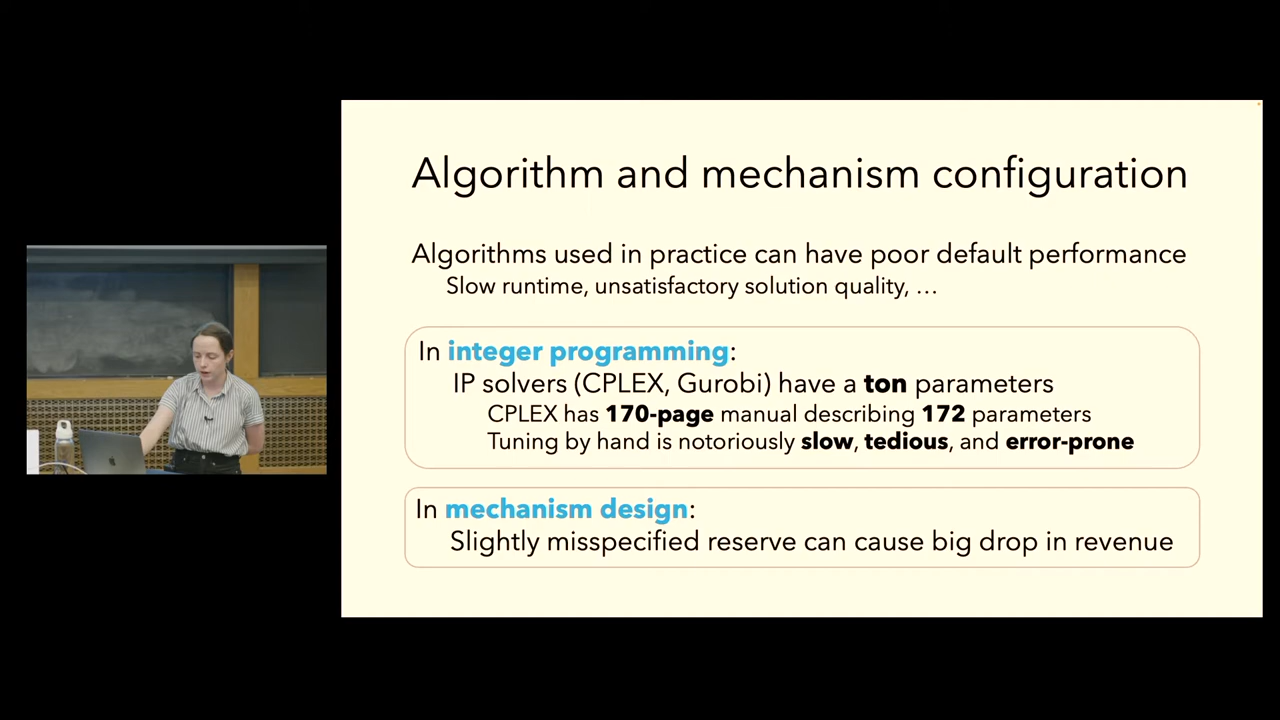 Algorithm and mechanism configuration
Algorithms used in practice can have poor default performance
Slow runtime, unsatisfactory solution quality, …
In integer programming:
IP solvers (CPLEX, Gurobi) have a ton parameters
CPLEX has 170-page manual describing 172 parameters
Tuning by hand is notoriously slow, tedious, and error-prone
In mechanism design:
Slightly misspecified reserve can cause big drop in revenue